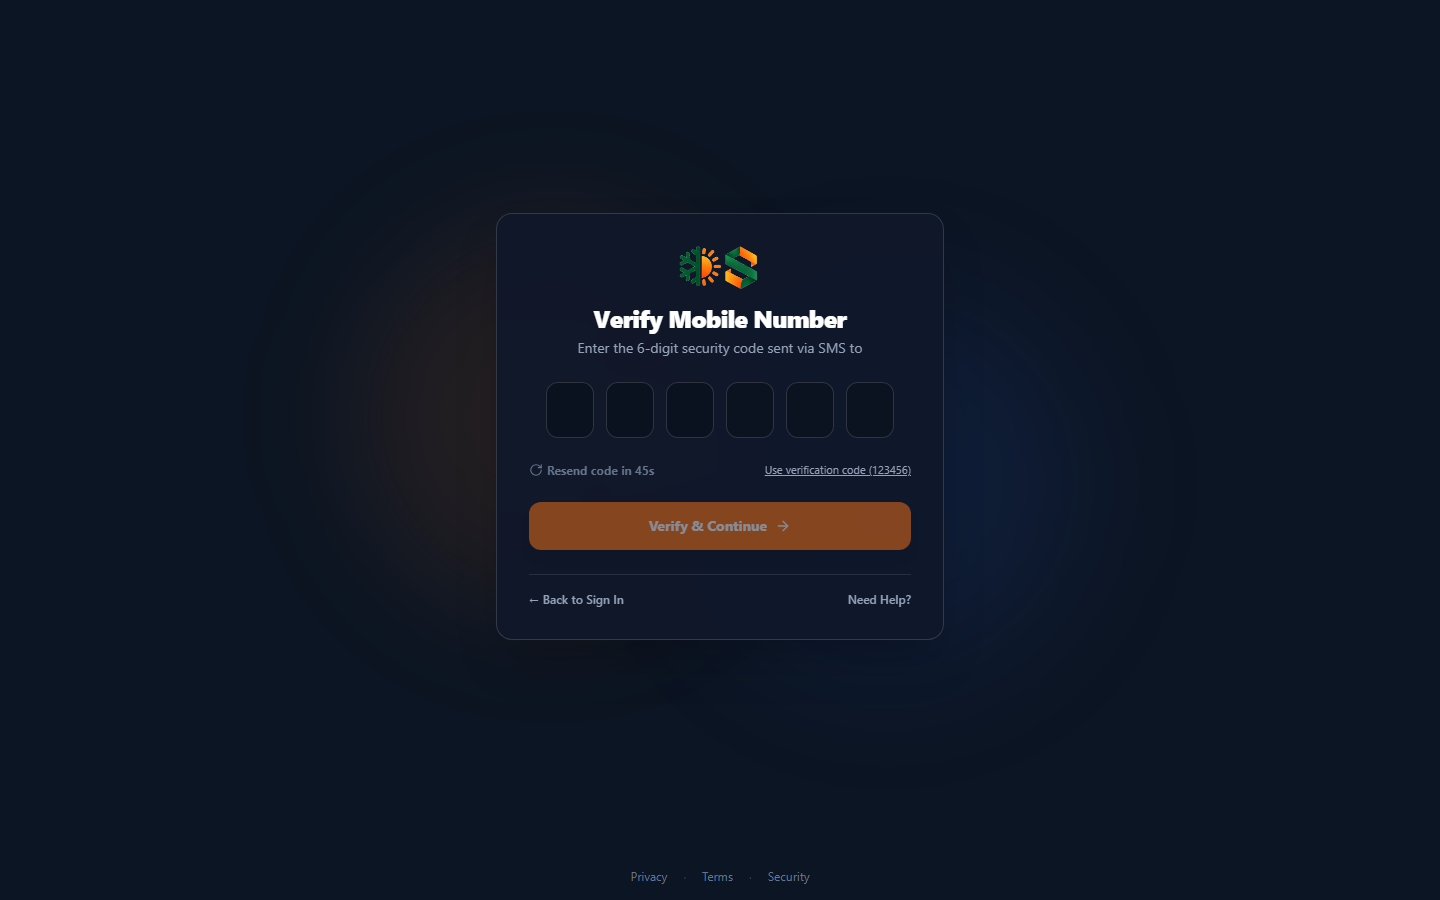 Verify Mobile Number
Enter the 6-digit security code sent via SMS to
Resend code in 45s
Use verification code (123456)
Verify & Continue →
← Back to Sign In
Need Help?
Privacy · Terms · Security